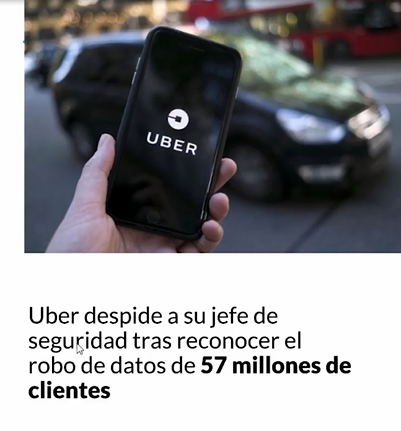 UBER
Uber despide a su jefe de
seguridad tras reconocer el
robo de datos de 57 millones de
clientes